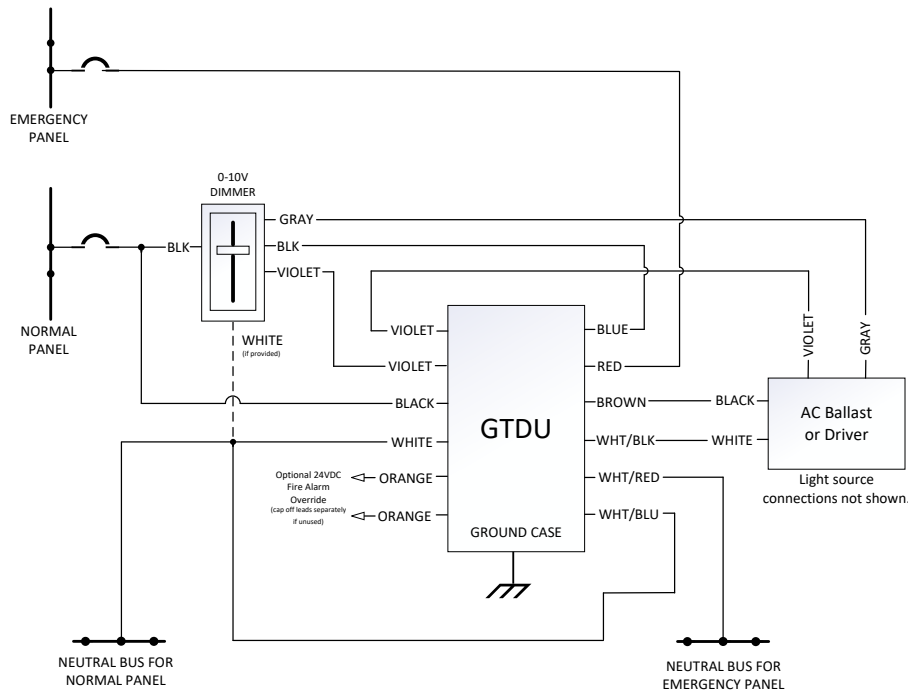 EMERGENCY
PANEL
0-10V
DIMMER
GRAY
BLK
BLK
VIOLET
NORMAL
PANEL
WHITE
(if provided)
VIOLET
BLUE
VIOLET
GRAY
VIOLET
RED
BLACK
BROWN
BLACK
GTDU
AC Ballast
or Driver
WHITE
WHT/BLK
WHITE
Light source
connections not shown.
Optional 24VDC
Fire Alarm
Override
(cap off leads separately
if unused)
ORANGE
WHT/RED
ORANGE
WHT/BLU
GROUND CASE
NEUTRAL BUS FOR
NORMAL PANEL
NEUTRAL BUS FOR
EMERGENCY PANEL